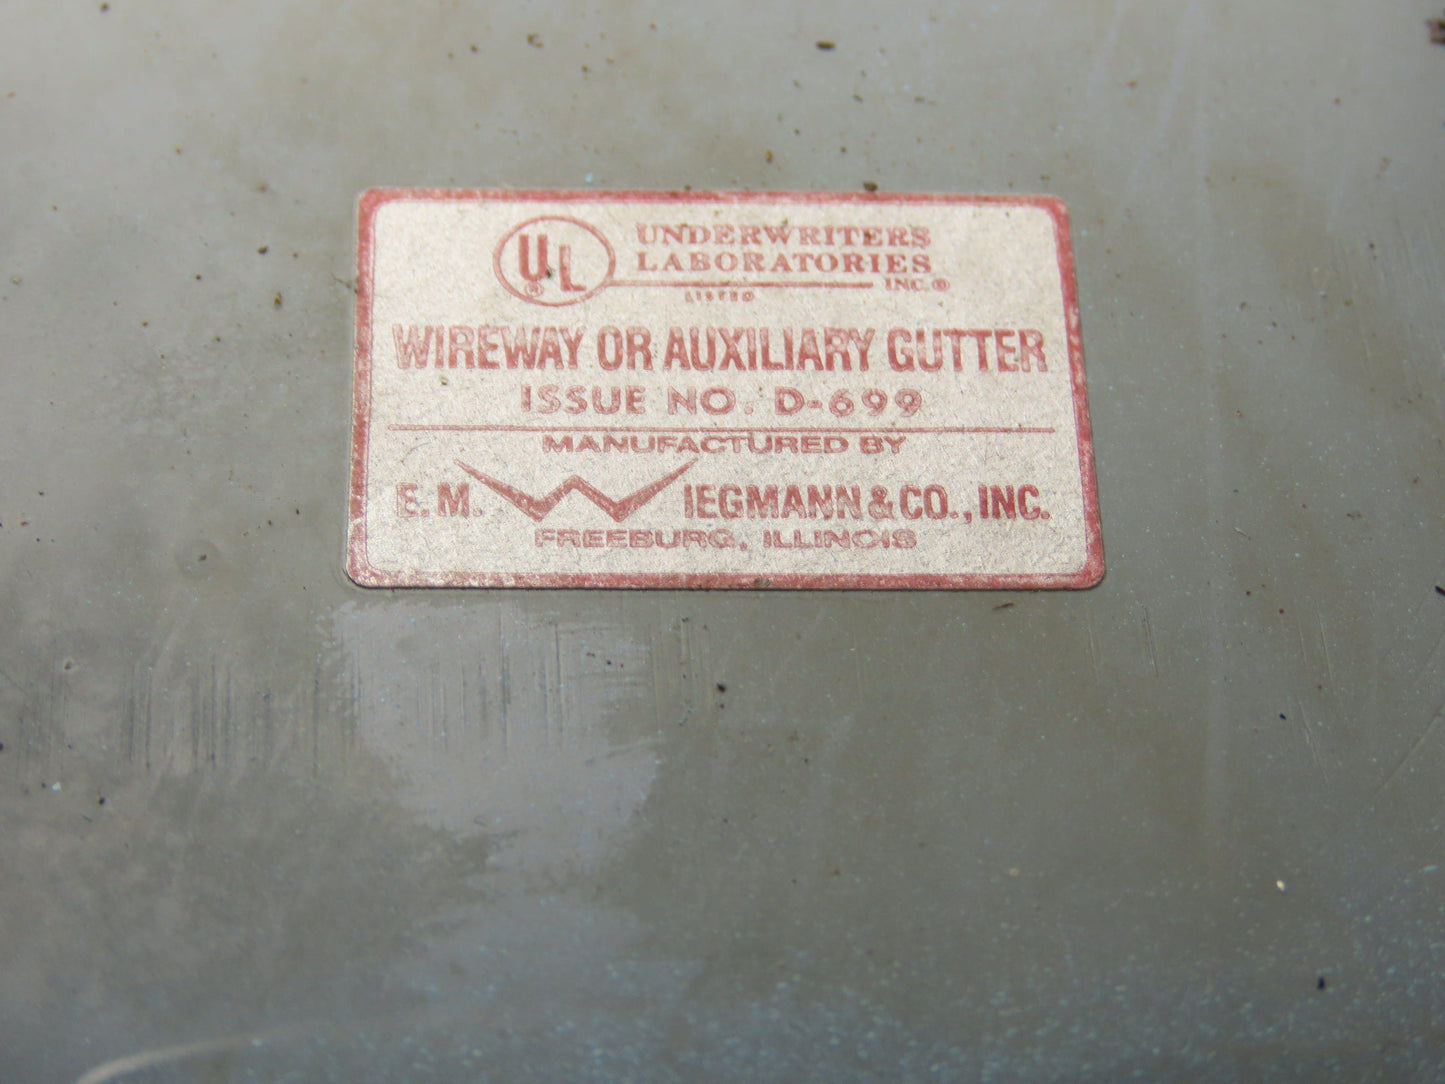 UL®
UNDERWRITERS
LABORATORIES
INC.®
LISTED
WIREWAY OR AUXILIARY GUTTER
ISSUE NO. D-699
MANUFACTURED BY
E.M. WIEGMANN & CO., INC.
FREEBURG, ILLINOIS